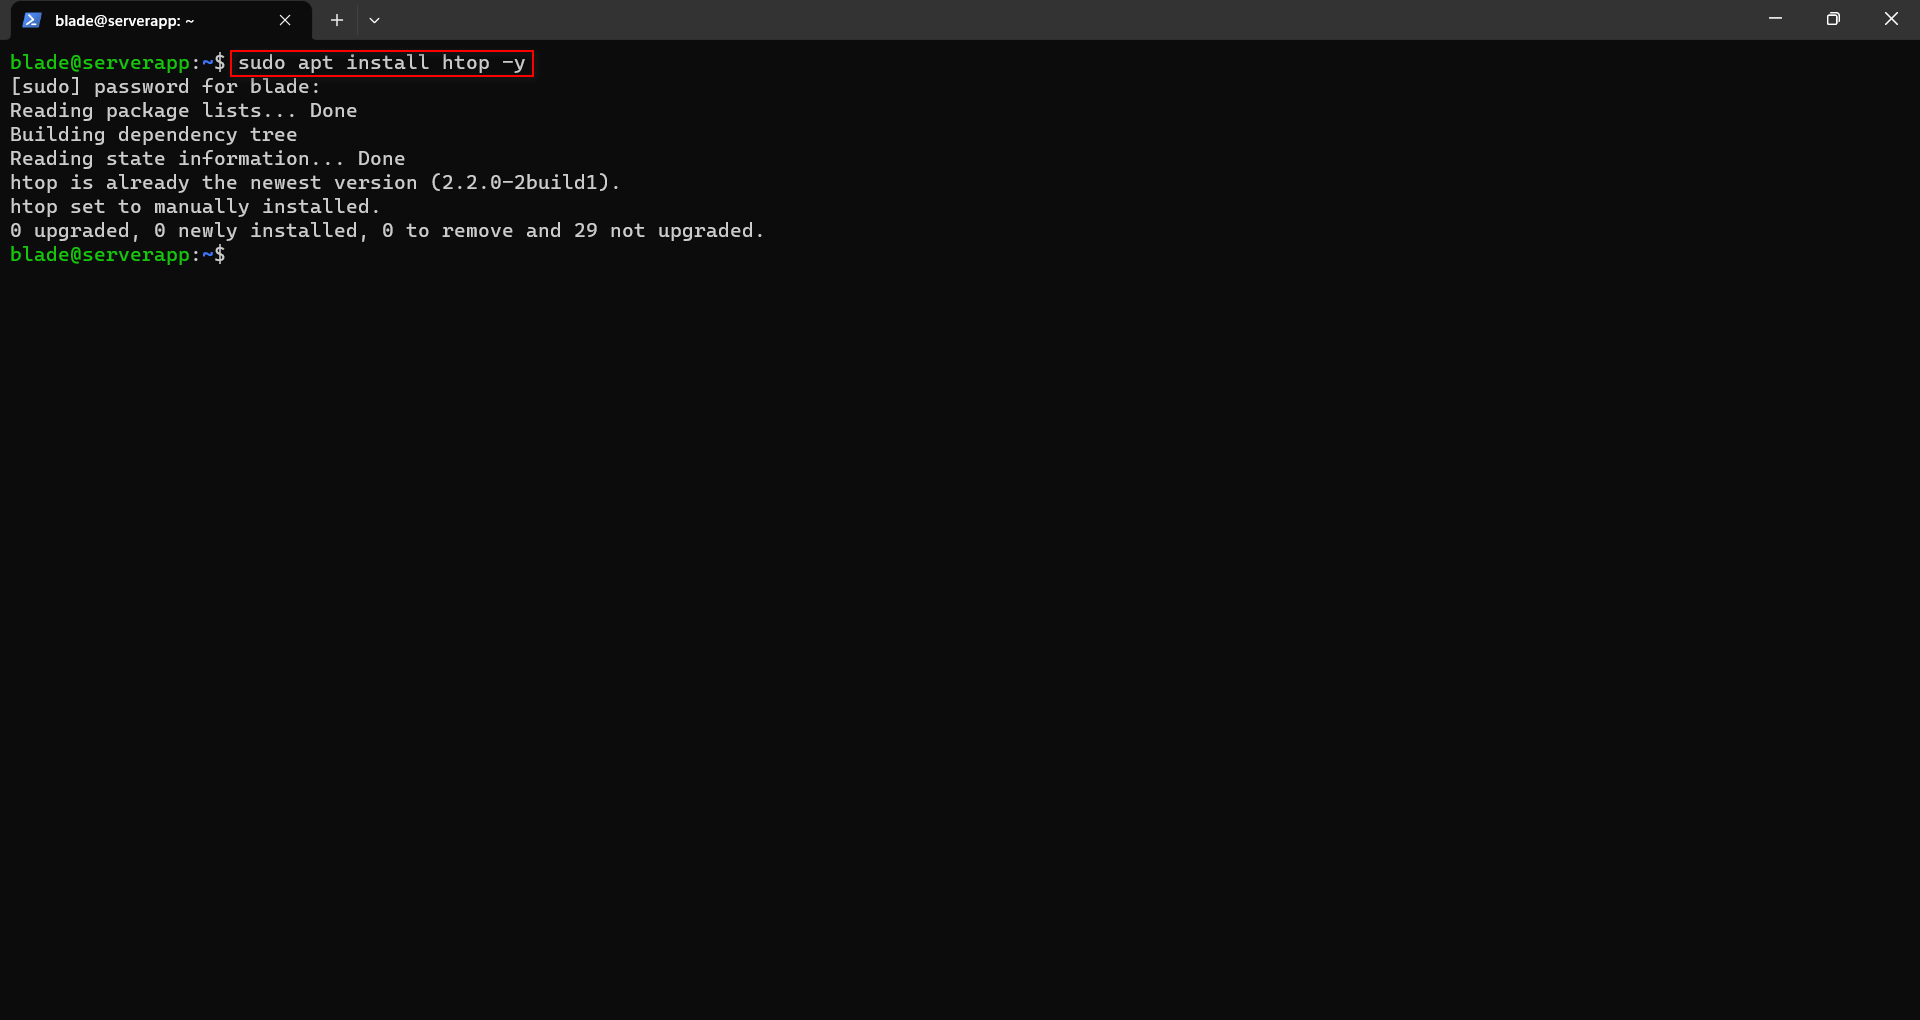 blade@serverapp: ~
blade@serverapp:~$ sudo apt install htop -y
[sudo] password for blade:
Reading package lists... Done
Building dependency tree
Reading state information... Done
htop is already the newest version (2.2.0-2build1).
htop set to manually installed.
0 upgraded, 0 newly installed, 0 to remove and 29 not upgraded.
blade@serverapp:~$